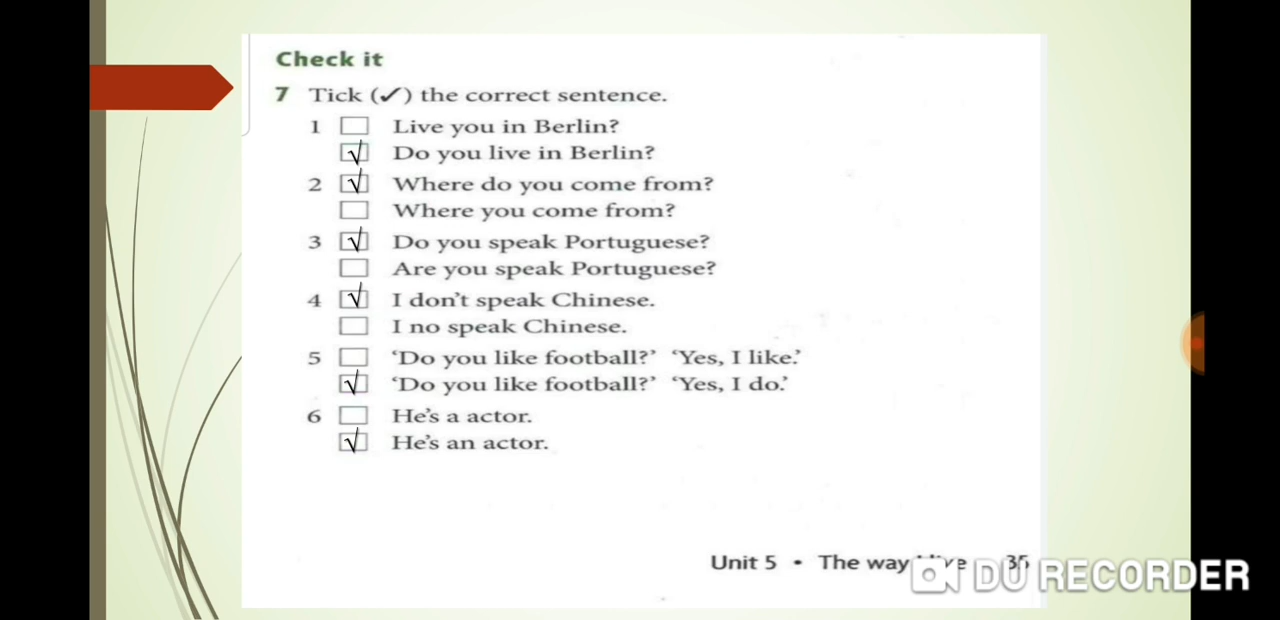 Check it
7 Tick (✓) the correct sentence.
1 Live you in Berlin?
√ Do you live in Berlin?
2 √ Where do you come from?
Where you come from?
3 √ Do you speak Portuguese?
Are you speak Portuguese?
4 √ I don't speak Chinese.
I no speak Chinese.
5 'Do you like football?' 'Yes, I like.'
√ 'Do you like football?' 'Yes, I do.'
6 He's a actor.
√ He's an actor.
Unit 5 • The way 35
DU RECORDER